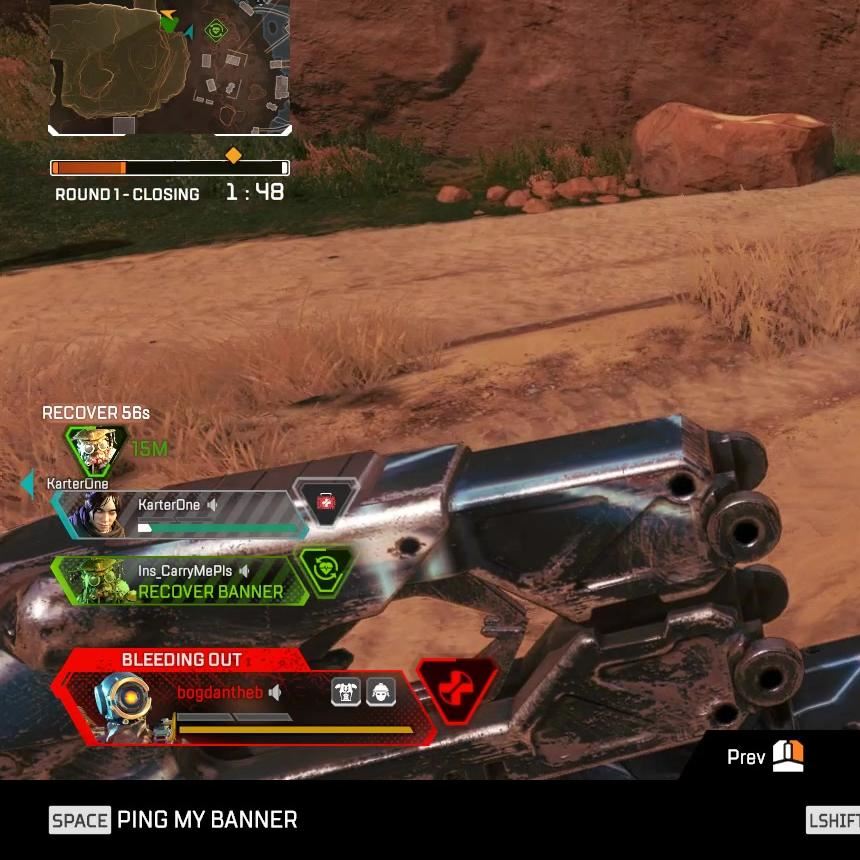 ROUND 1 - CLOSING 1 : 48
RECOVER 56s
15M
KarterOne
KarterOne
Ins_CarryMePls
RECOVER BANNER
BLEEDING OUT
bogdantheb
Prev
SPACE PING MY BANNER
LSHIFT